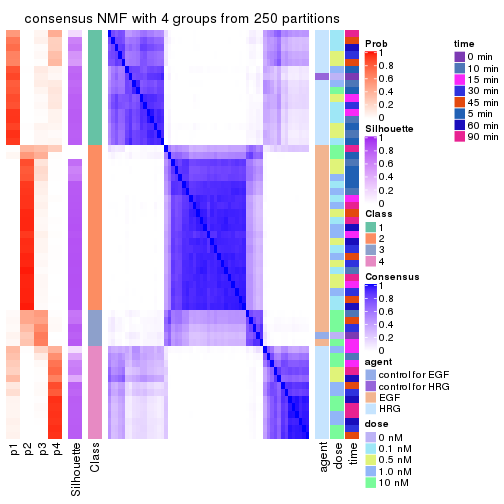 consensus NMF with 4 groups from 250 partitions
Prob
1
0.8
0.6
0.4
0.2
0
Silhouette
1
0.8
0.6
0.4
0.2
0
Class
1
2
3
4
Consensus
1
0.8
0.6
0.4
0.2
0
agent
control for EGF
control for HRG
EGF
HRG
dose
0 nM
0.1 nM
0.5 nM
1.0 nM
10 nM
time
0 min
10 min
15 min
30 min
45 min
5 min
60 min
90 min
p1
p2
p3
p4
Silhouette
Class
agent
dose
time